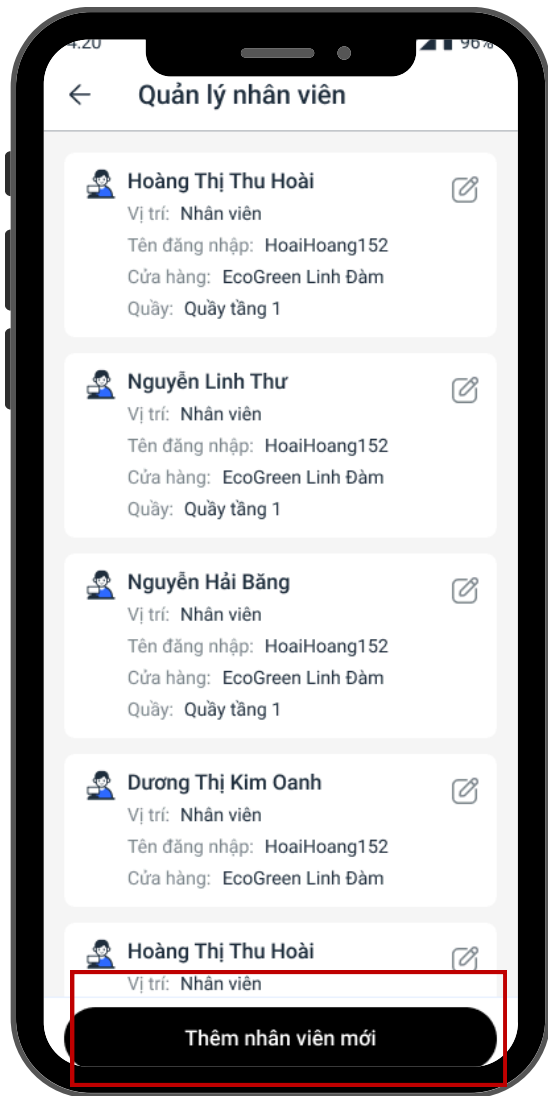 4:20 96%
Quản lý nhân viên
Hoàng Thị Thu Hoài
Vị trí: Nhân viên
Tên đăng nhập: HoaiHoang152
Cửa hàng: EcoGreen Linh Đàm
Quầy: Quầy tầng 1
Nguyễn Linh Thư
Vị trí: Nhân viên
Tên đăng nhập: HoaiHoang152
Cửa hàng: EcoGreen Linh Đàm
Quầy: Quầy tầng 1
Nguyễn Hải Băng
Vị trí: Nhân viên
Tên đăng nhập: HoaiHoang152
Cửa hàng: EcoGreen Linh Đàm
Quầy: Quầy tầng 1
Dương Thị Kim Oanh
Vị trí: Nhân viên
Tên đăng nhập: HoaiHoang152
Cửa hàng: EcoGreen Linh Đàm
Hoàng Thị Thu Hoài
Vị trí: Nhân viên
Thêm nhân viên mới